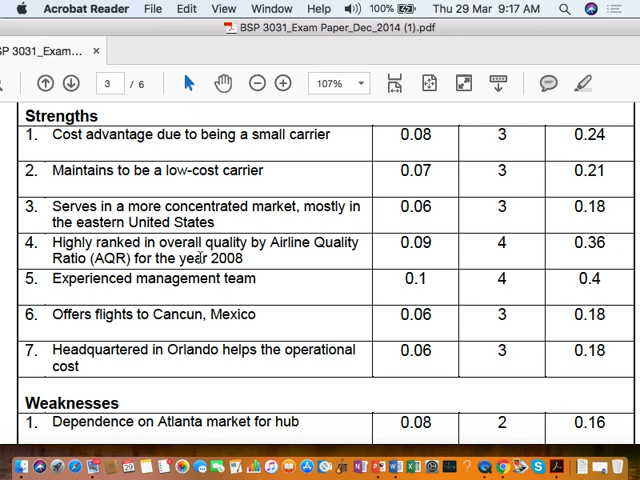 Acrobat Reader File Edit View Window Help 100% Thu 29 Mar 9:17 AM
BSP 3031_Exam Paper_Dec_2014 (1).pdf
SP 3031_Exam... ×
3 / 6 107%
Strengths
1. Cost advantage due to being a small carrier 0.08 3 0.24
2. Maintains to be a low-cost carrier 0.07 3 0.21
3. Serves in a more concentrated market, mostly in 0.06 3 0.18
the eastern United States
4. Highly ranked in overall quality by Airline Quality 0.09 4 0.36
Ratio (AQR) for the year 2008
5. Experienced management team 0.1 4 0.4
6. Offers flights to Cancun, Mexico 0.06 3 0.18
7. Headquartered in Orlando helps the operational 0.06 3 0.18
cost
Weaknesses
1. Dependence on Atlanta market for hub 0.08 2 0.16